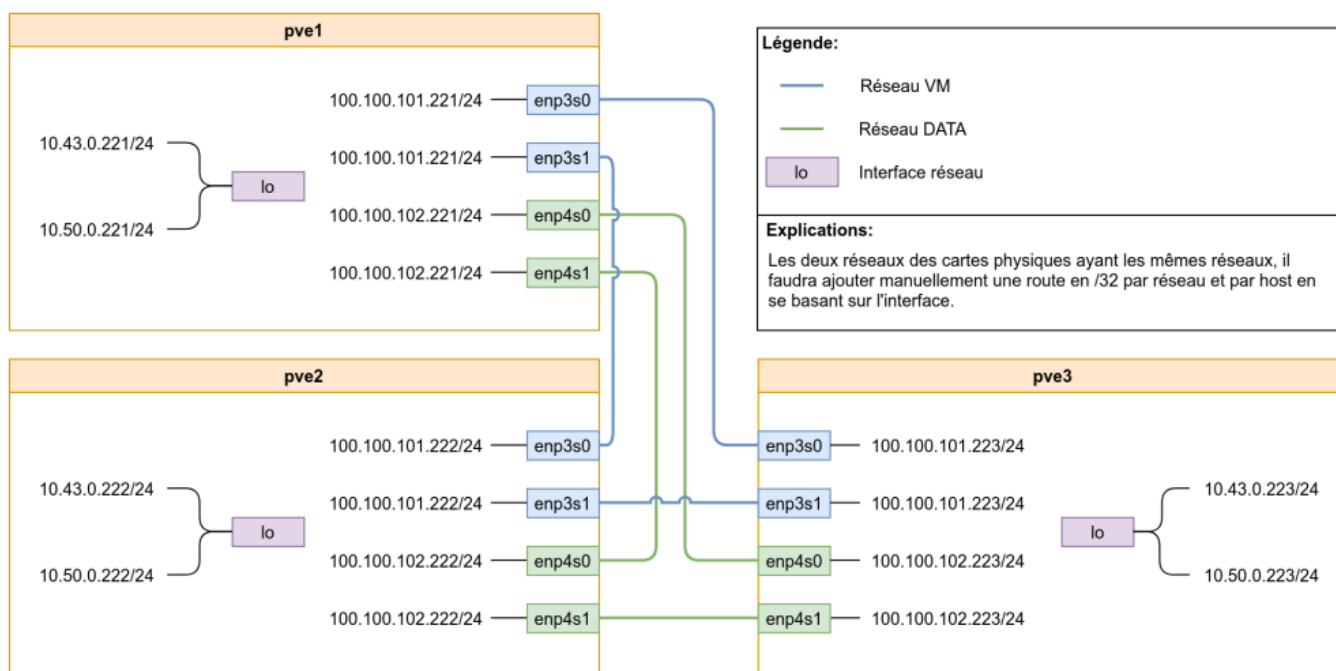 pve1
100.100.101.221/24
enp3s0
10.43.0.221/24
100.100.101.221/24
enp3s1
lo
100.100.102.221/24
enp4s0
10.50.0.221/24
100.100.102.221/24
enp4s1
Légende:
Réseau VM
Réseau DATA
lo
Interface réseau
Explications:
Les deux réseaux des cartes physiques ayant les mêmes réseaux, il
faudra ajouter manuellement une route en /32 par réseau et par host en
se basant sur l'interface.
pve2
100.100.101.222/24
enp3s0
10.43.0.222/24
100.100.101.222/24
enp3s1
lo
100.100.102.222/24
enp4s0
10.50.0.222/24
100.100.102.222/24
enp4s1
pve3
enp3s0
100.100.101.223/24
enp3s1
100.100.101.223/24
10.43.0.223/24
lo
enp4s0
100.100.102.223/24
10.50.0.223/24
enp4s1
100.100.102.223/24